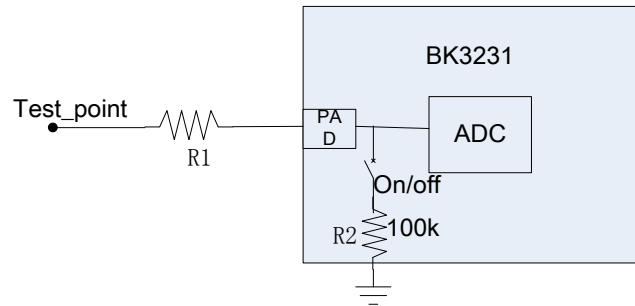 BK3231
Test_point
PA
D
ADC
R1
On/off
R2
100k